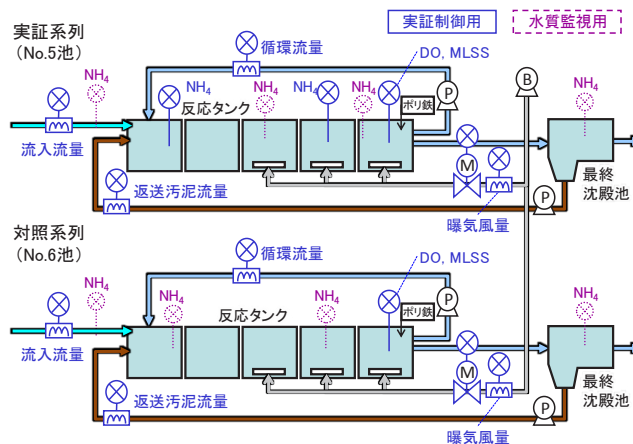 実証制御用 水質監視用
実証系列
(No.5池)
循環流量
DO, MLSS
NH4
NH4 NH4 NH4 NH4
NH4
B
P
反応タンク
ポリ鉄
流入流量
M
最終
沈殿池
返送汚泥流量
P
曝気風量
対照系列
(No.6池)
循環流量
DO, MLSS
NH4 NH4 NH4
NH4
P
反応タンク
ポリ鉄
流入流量
M
最終
沈殿池
返送汚泥流量
P
曝気風量